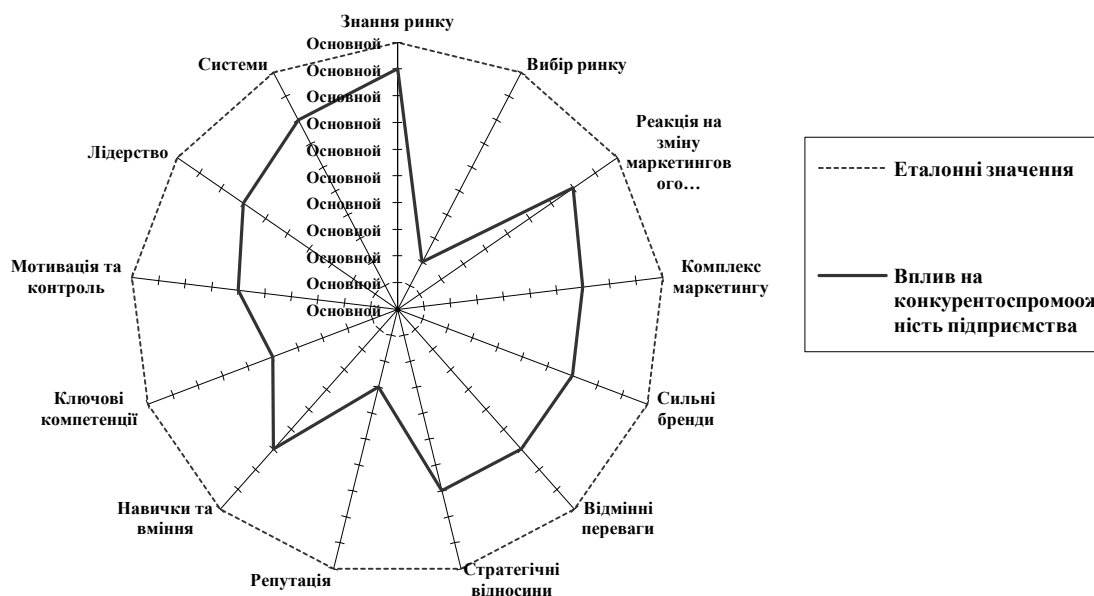 Знання ринку
Основной
Основной
Основной
Основной
Основной
Основной
Основной
Основной
Основной
Основной
Основной
Вибір ринку
Реакція на
зміну
маркетингов
ого…
Комплекс
маркетингу
Сильні
бренди
Відмінні
переваги
Стратегічні
відносини
Репутація
Навички та
вміння
Ключові
компетенції
Мотивація та
контроль
Лідерство
Системи
Еталонні значення
Вплив на
конкурентоспромоож
ність підприємства